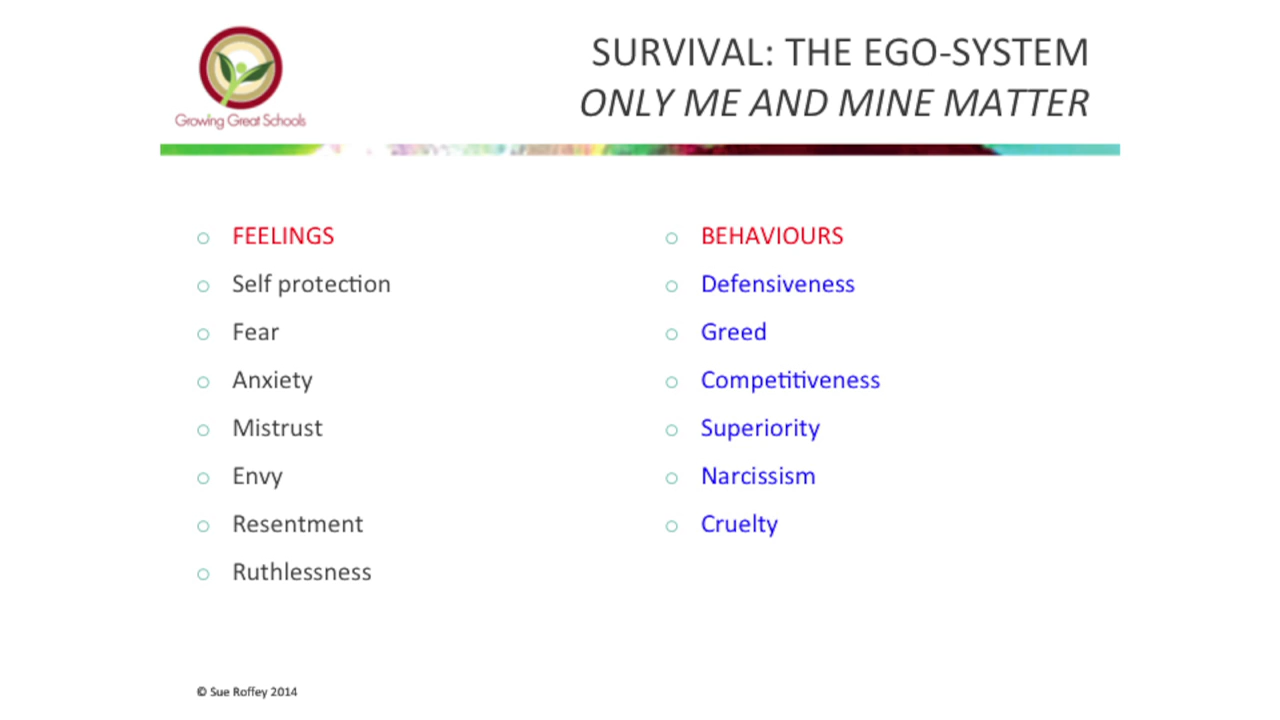 Growing Great Schools
SURVIVAL: THE EGO-SYSTEM
ONLY ME AND MINE MATTER
FEELINGS
Self protection
Fear
Anxiety
Mistrust
Envy
Resentment
Ruthlessness
BEHAVIOURS
Defensiveness
Greed
Competitiveness
Superiority
Narcissism
Cruelty
© Sue Roffey 2014